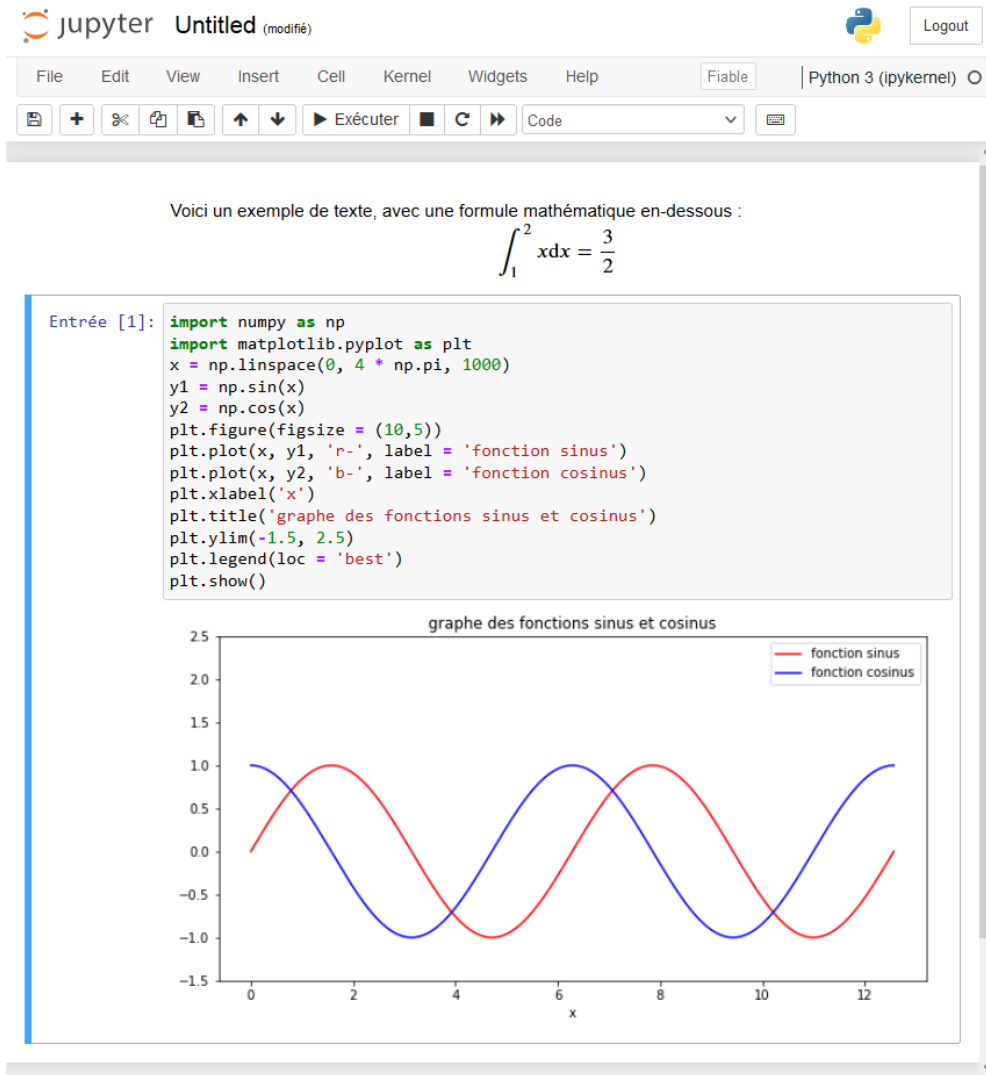 jupyter Untitled (modifié) Logout
File Edit View Insert Cell Kernel Widgets Help Fiable Python 3 (ipykernel)
Exécuter Code
Voici un exemple de texte, avec une formule mathématique en-dessous :
∫₁² xdx = 3/2
Entrée [1]: import numpy as np
import matplotlib.pyplot as plt
x = np.linspace(0, 4 * np.pi, 1000)
y1 = np.sin(x)
y2 = np.cos(x)
plt.figure(figsize = (10,5))
plt.plot(x, y1, 'r-', label = 'fonction sinus')
plt.plot(x, y2, 'b-', label = 'fonction cosinus')
plt.xlabel('x')
plt.title('graphe des fonctions sinus et cosinus')
plt.ylim(-1.5, 2.5)
plt.legend(loc = 'best')
plt.show()
graphe des fonctions sinus et cosinus
fonction sinus
fonction cosinus
2.5
2.0
1.5
1.0
0.5
0.0
−0.5
−1.0
−1.5
0 2 4 6 8 10 12
x